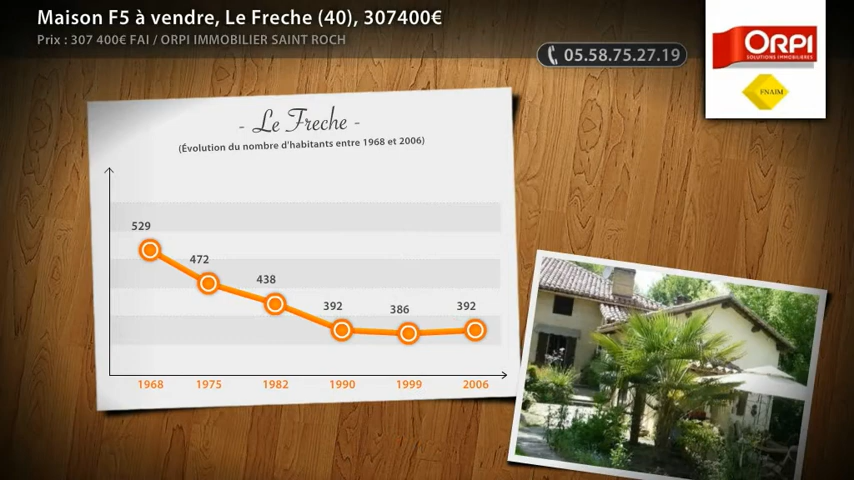 Maison F5 à vendre, Le Freche (40), 307400€
Prix : 307 400€ FAI / ORPI IMMOBILIER SAINT ROCH
05.58.75.27.19
ORPI
SOLUTIONS IMMOBILIÈRES
FNAIM
- Le Freche -
(Évolution du nombre d'habitants entre 1968 et 2006)
529
472
438
392
386
392
1968 1975 1982 1990 1999 2006